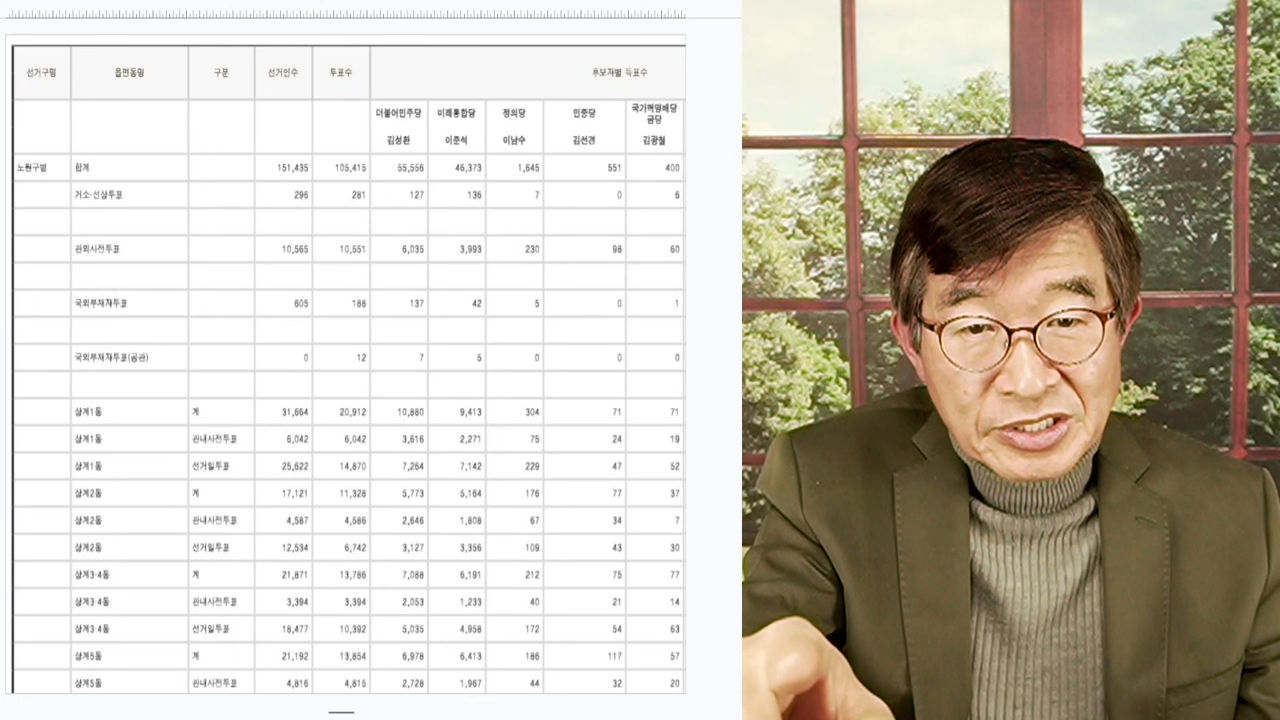 선거구명 읍면동명 구분 선거인수 투표수 후보자별 득표수
더불어민주당 미래통합당 정의당 민중당 국가혁명배당금당
김성환 이준석 이남수 김선경 김광철
노원구병 합계 151,435 105,415 55,556 46,373 1,645 551 400
거소·선상투표 296 281 127 136 7 0 6
관외사전투표 10,565 10,551 6,035 3,993 230 98 60
국외부재자투표 605 188 137 42 5 0 1
국외부재자투표(공관) 0 12 7 5 0 0 0
상계1동 계 31,664 20,912 10,880 9,413 304 71 71
상계1동 관내사전투표 6,042 6,042 3,616 2,271 75 24 19
상계1동 선거일투표 25,622 14,870 7,264 7,142 229 47 52
상계2동 계 17,121 11,328 5,773 5,164 176 77 37
상계2동 관내사전투표 4,587 4,586 2,646 1,808 67 34 7
상계2동 선거일투표 12,534 6,742 3,127 3,356 109 43 30
상계3·4동 계 21,871 13,786 7,088 6,191 212 75 77
상계3·4동 관내사전투표 3,394 3,394 2,053 1,233 40 21 14
상계3·4동 선거일투표 18,477 10,392 5,035 4,958 172 54 63
상계5동 계 21,192 13,854 6,978 6,413 186 117 57
상계5동 관내사전투표 4,816 4,815 2,728 1,967 44 32 20